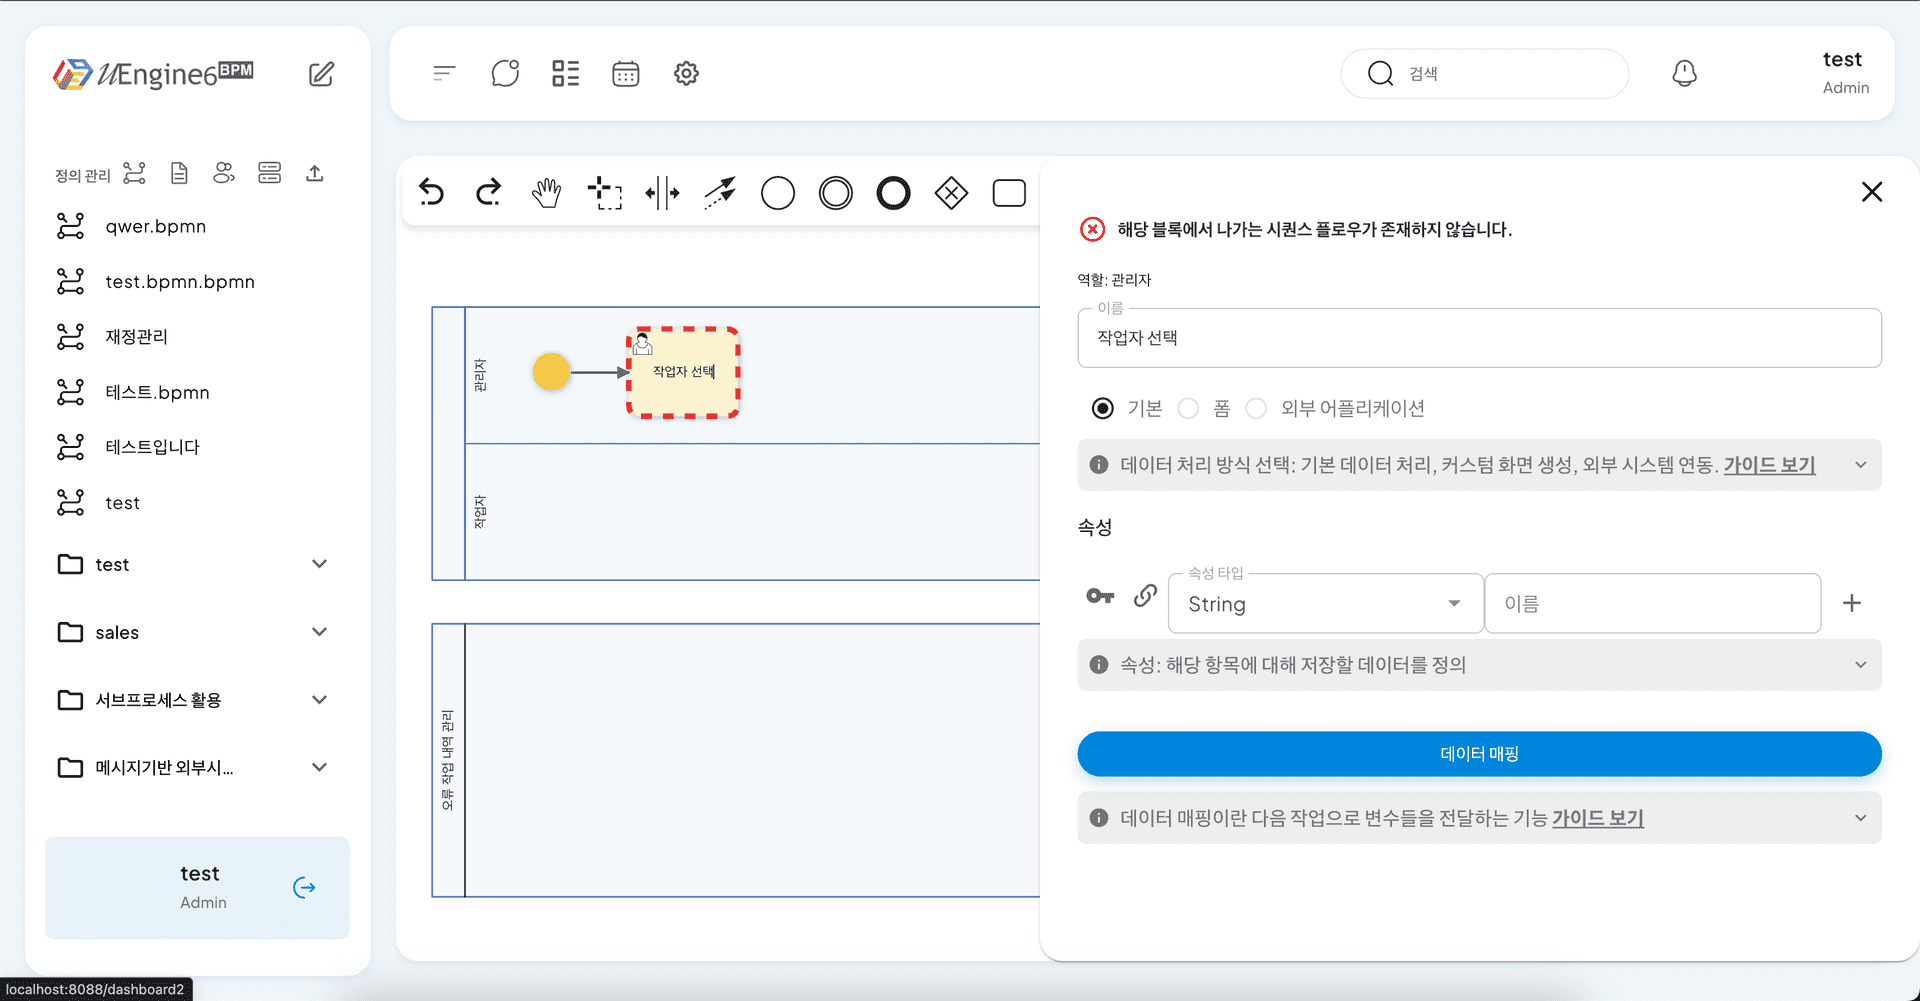 UEngine6 BPM
정의 관리
qwer.bpmn
test.bpmn.bpmn
재정관리
테스트.bpmn
테스트입니다
test
test
sales
서브프로세스 활용
메시지기반 외부시...
test
Admin
localhost:8088/dashboard2
검색
test
Admin
관리자
작업자 선택
작업자
오류 작업 내역 관리
해당 블록에서 나가는 시퀀스 플로우가 존재하지 않습니다.
역할: 관리자
이름
작업자 선택
기본 폼 외부 어플리케이션
데이터 처리 방식 선택: 기본 데이터 처리, 커스텀 화면 생성, 외부 시스템 연동. 가이드 보기
속성
속성 타입
String
이름
속성: 해당 항목에 대해 저장할 데이터를 정의
데이터 매핑
데이터 매핑이란 다음 작업으로 변수들을 전달하는 기능 가이드 보기